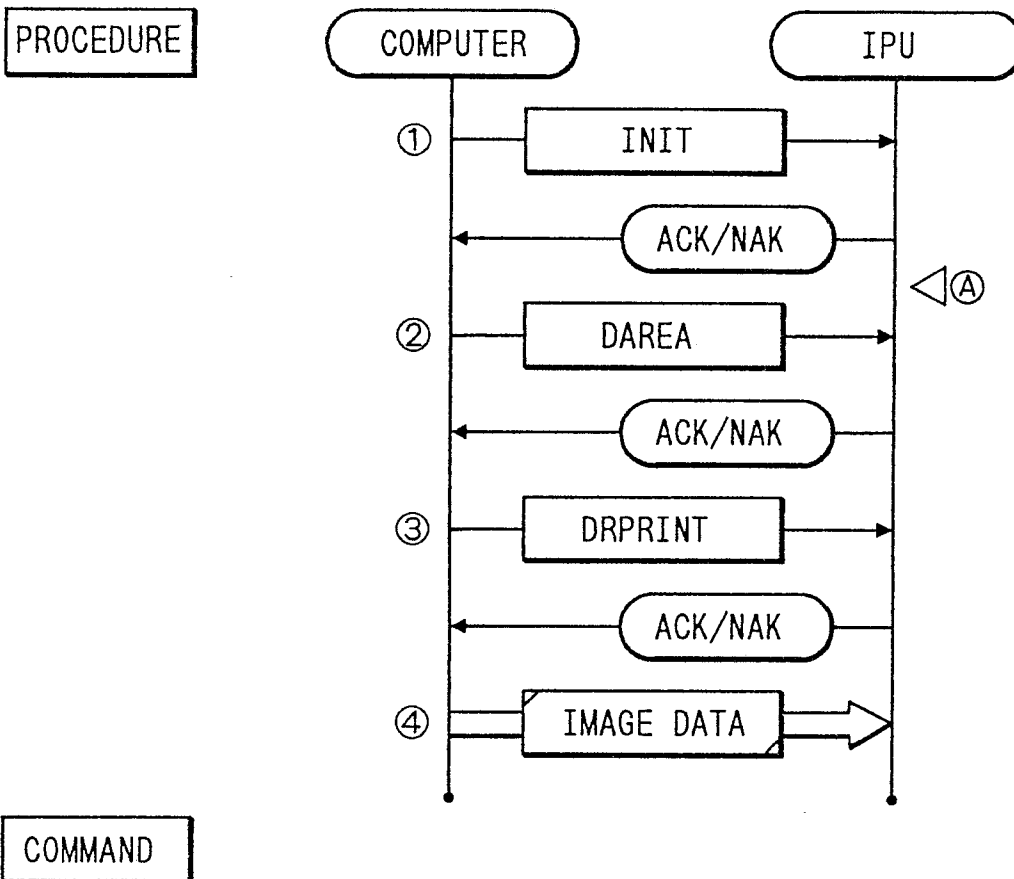 PROCEDURE
COMPUTER
IPU
① INIT
ACK/NAK
Ⓐ
② DAREA
ACK/NAK
③ DRPRINT
ACK/NAK
④ IMAGE DATA
COMMAND